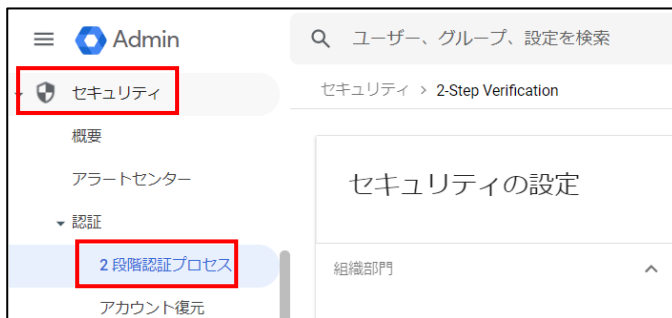 Admin
ユーザー、グループ、設定を検索
セキュリティ
セキュリティ > 2-Step Verification
概要
アラートセンター
セキュリティの設定
認証
2 段階認証プロセス
組織部門
アカウント復元